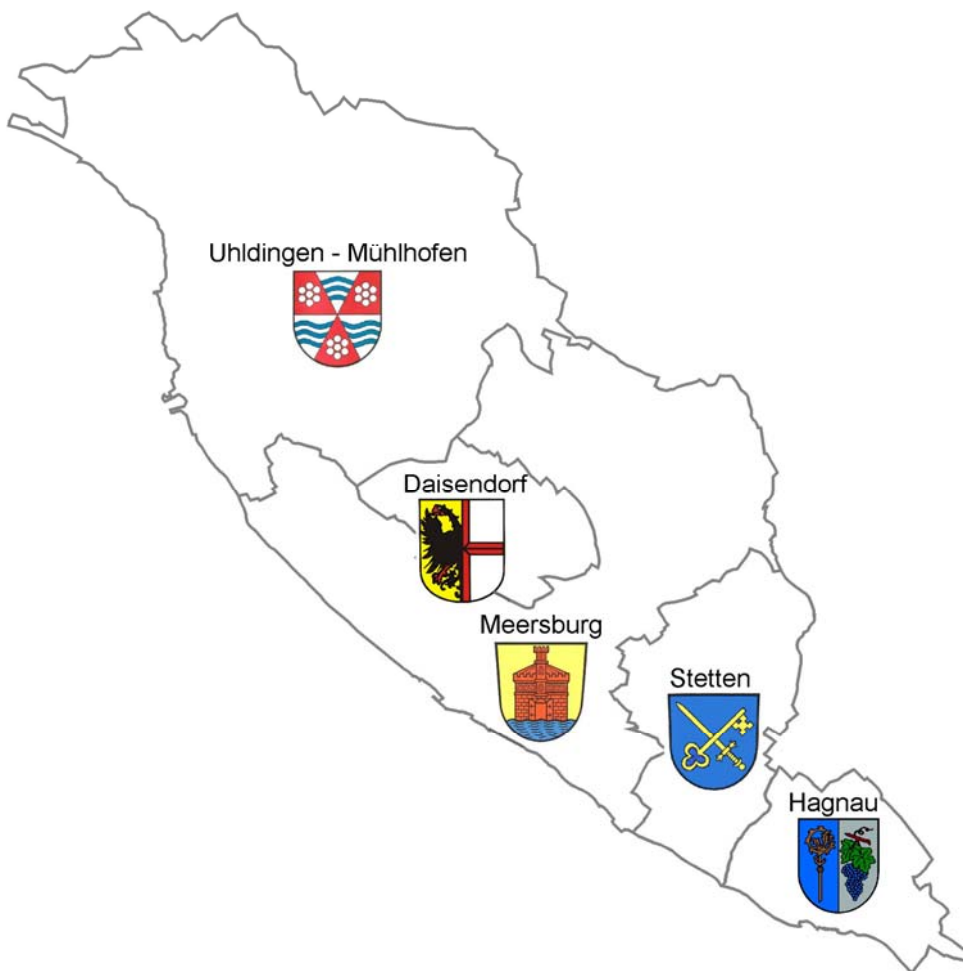 Uhldingen - Mühlhofen
Daisendorf
Meersburg
Stetten
Hagnau